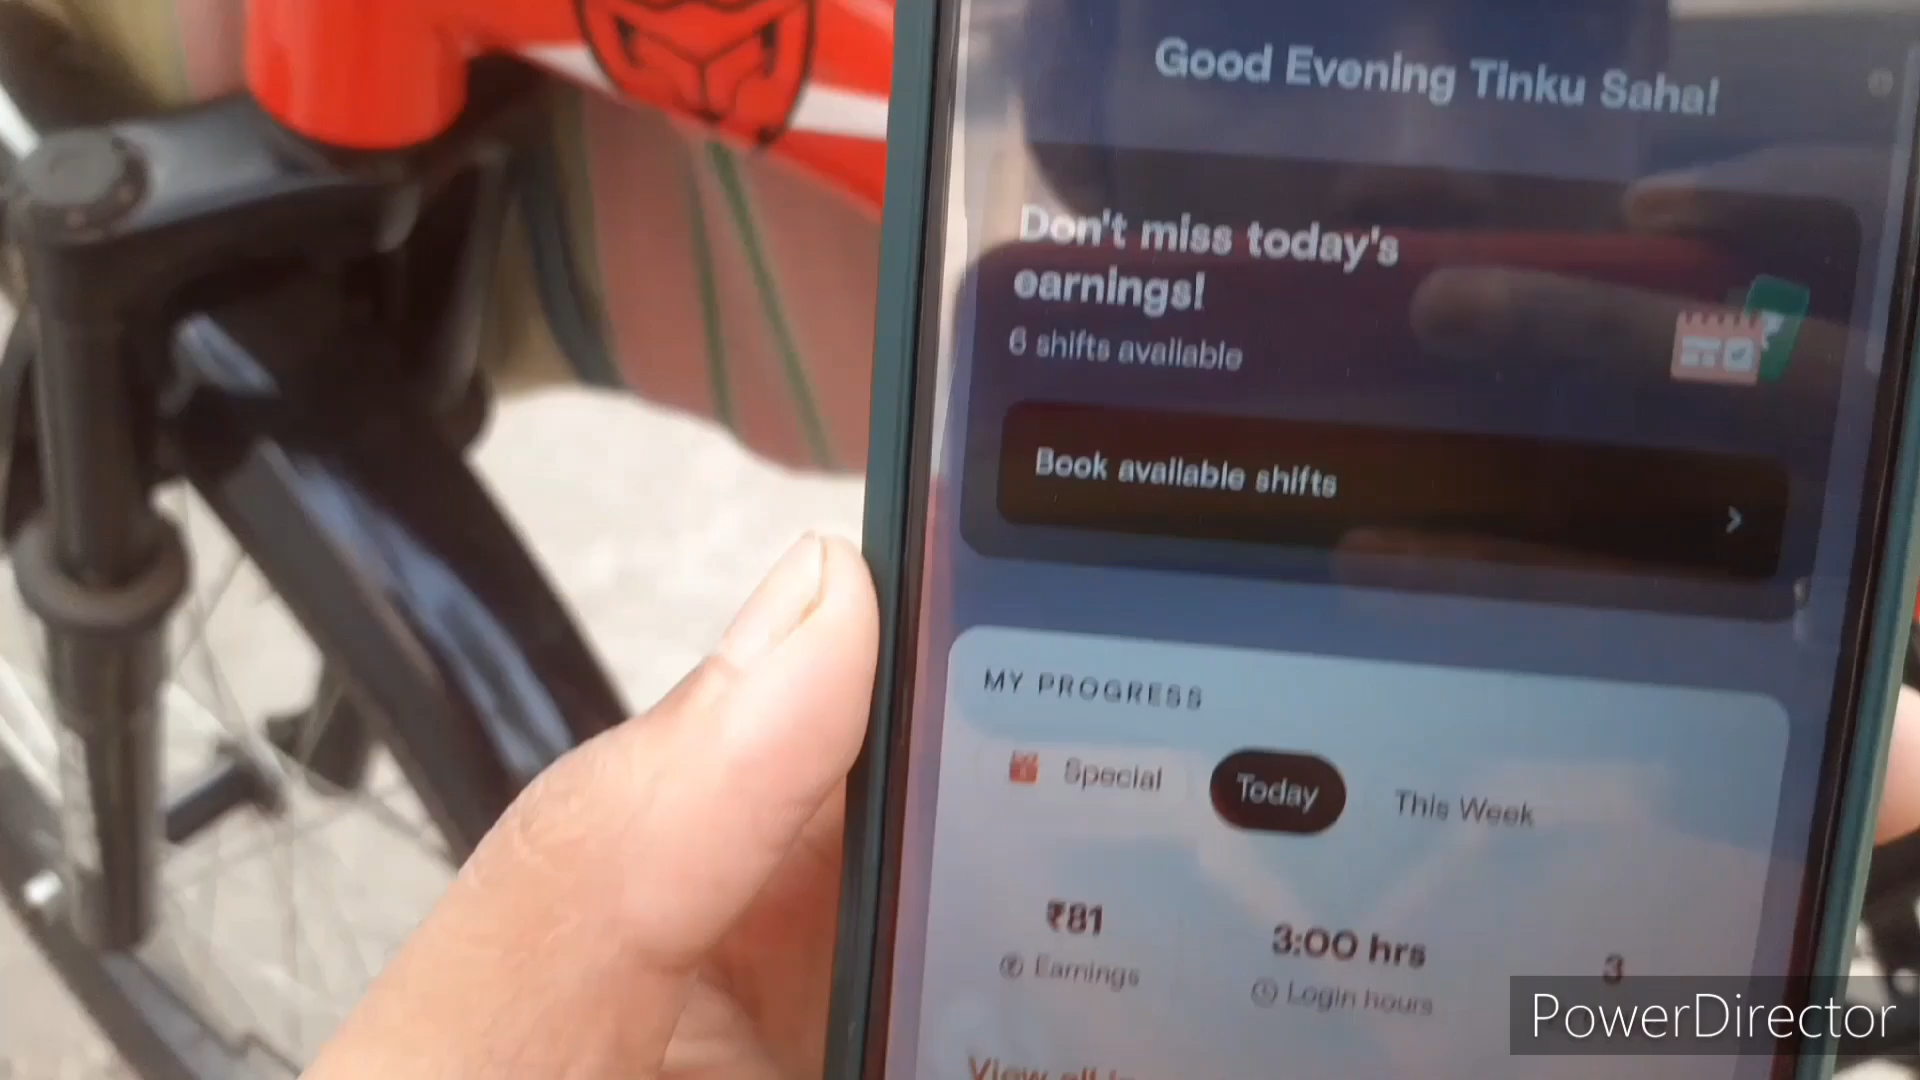 Good Evening Tinku Saha!
Don't miss today's
earnings!
6 shifts available
Book available shifts
MY PROGRESS
Special
Today
This Week
₹81
3:00 hrs
3
Earnings
Login hours
View all
PowerDirector